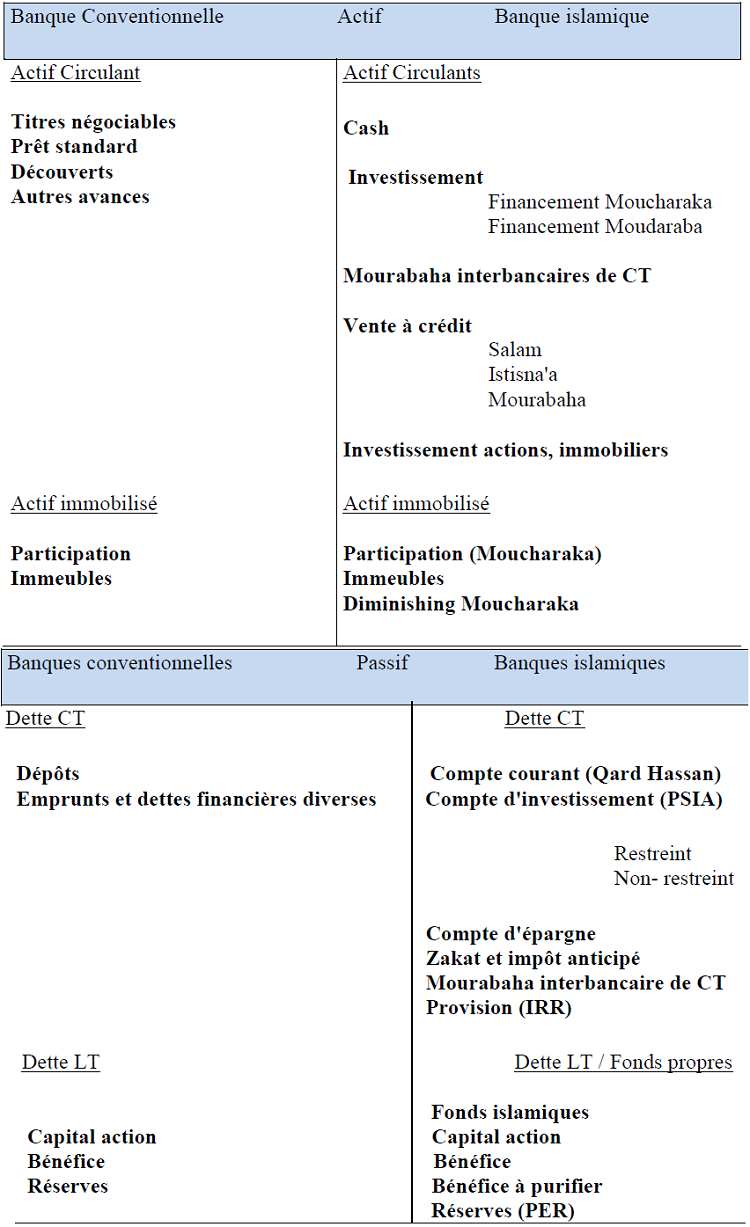 Banque Conventionnelle Actif Banque islamique
Actif Circulant
Titres négociables
Prêt standard
Découverts
Autres avances
Actif immobilisé
Participation
Immeubles
Actif Circulants
Cash
Investissement
Financement Moucharaka
Financement Moudaraba
Mourabaha interbancaires de CT
Vente à crédit
Salam
Istisna'a
Mourabaha
Investissement actions, immobiliers
Actif immobilisé
Participation (Moucharaka)
Immeubles
Diminishing Moucharaka
Banques conventionnelles Passif Banques islamiques
Dette CT
Dépôts
Emprunts et dettes financières diverses
Dette LT
Capital action
Bénéfice
Réserves
Dette CT
Compte courant (Qard Hassan)
Compte d'investissement (PSIA)
Restreint
Non- restreint
Compte d'épargne
Zakat et impôt anticipé
Mourabaha interbancaire de CT
Provision (IRR)
Dette LT / Fonds propres
Fonds islamiques
Capital action
Bénéfice
Bénéfice à purifier
Réserves (PER)